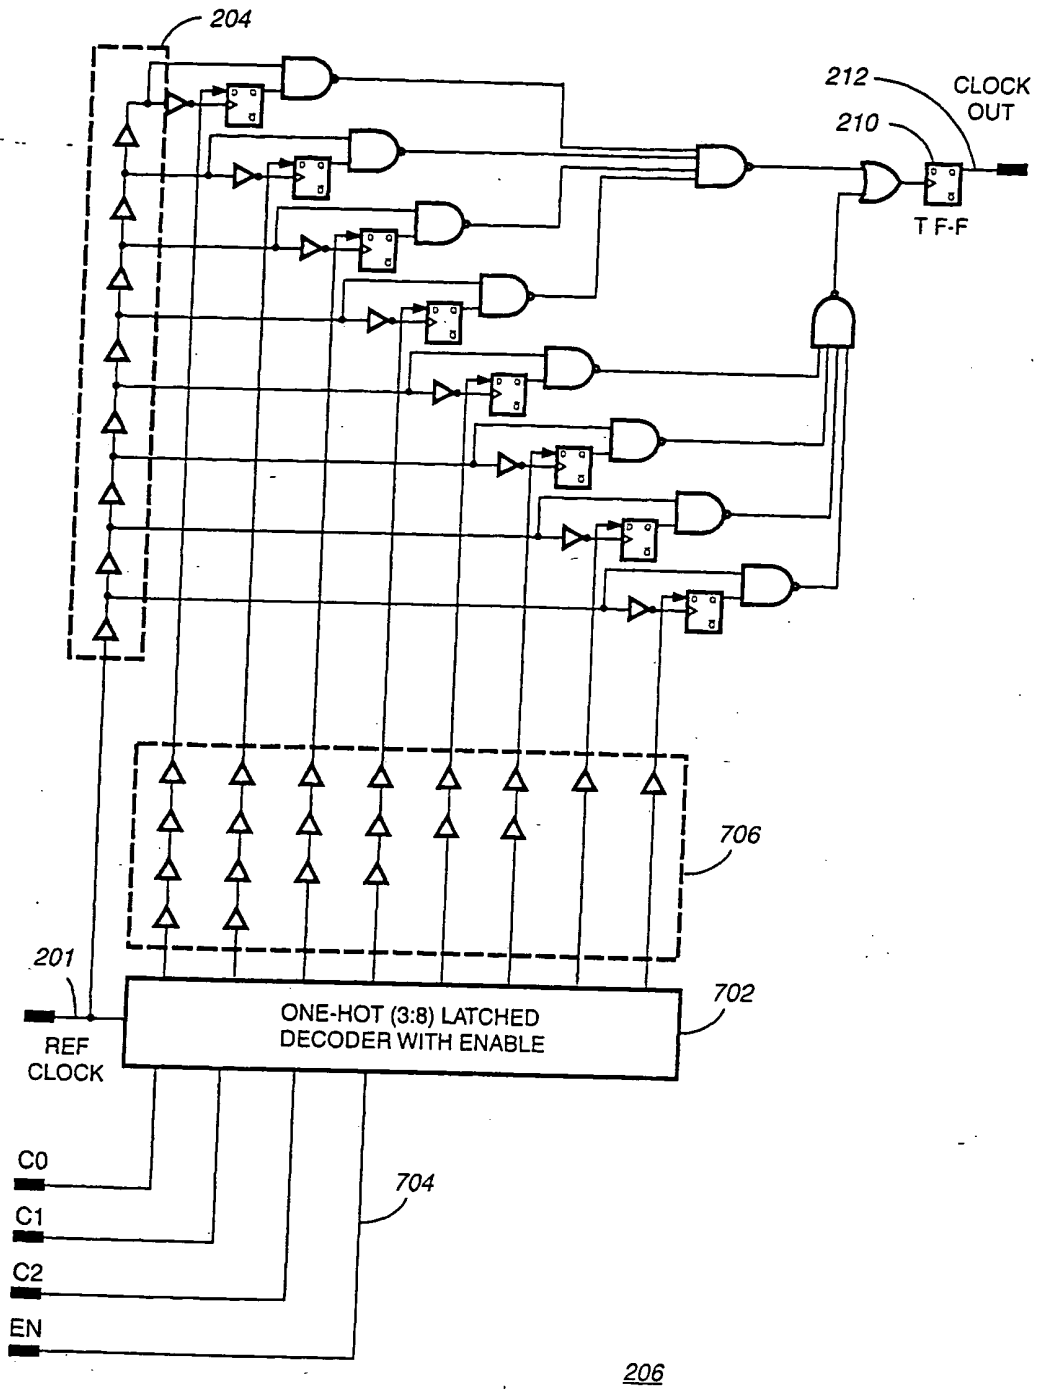 204
212
CLOCK
OUT
210
T F-F
706
201
702
ONE-HOT (3:8) LATCHED
DECODER WITH ENABLE
REF
CLOCK
C0
704
C1
C2
EN
206